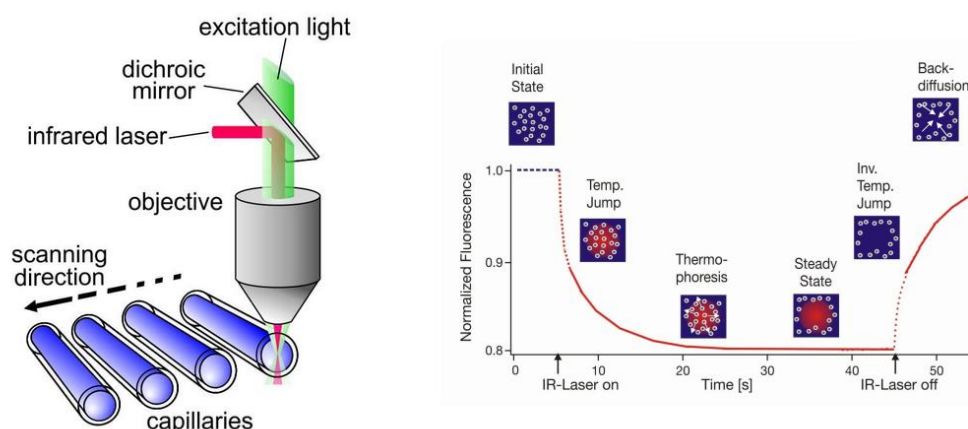 excitation light
dichroic
mirror
infrared laser
objective
scanning
direction
capillaries
Initial
State
Back-
diffusion
Temp.
Jump
Inv.
Temp.
Jump
Thermo-
phoresis
Steady
State
Normalized Fluorescence
1.0
0.9
0.8
0 10 20 30 40 50
IR-Laser on Time [s] IR-Laser off